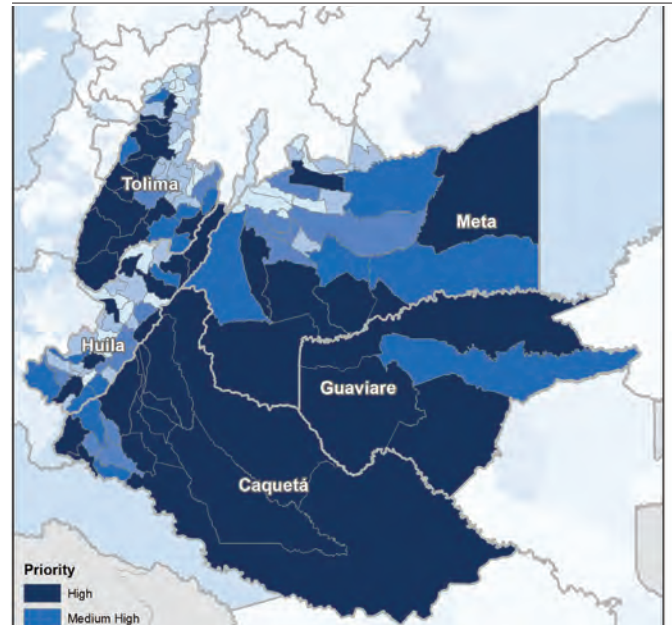 Tolima
Meta
Huila
Guaviare
Caquetá
Priority
High
Medium High